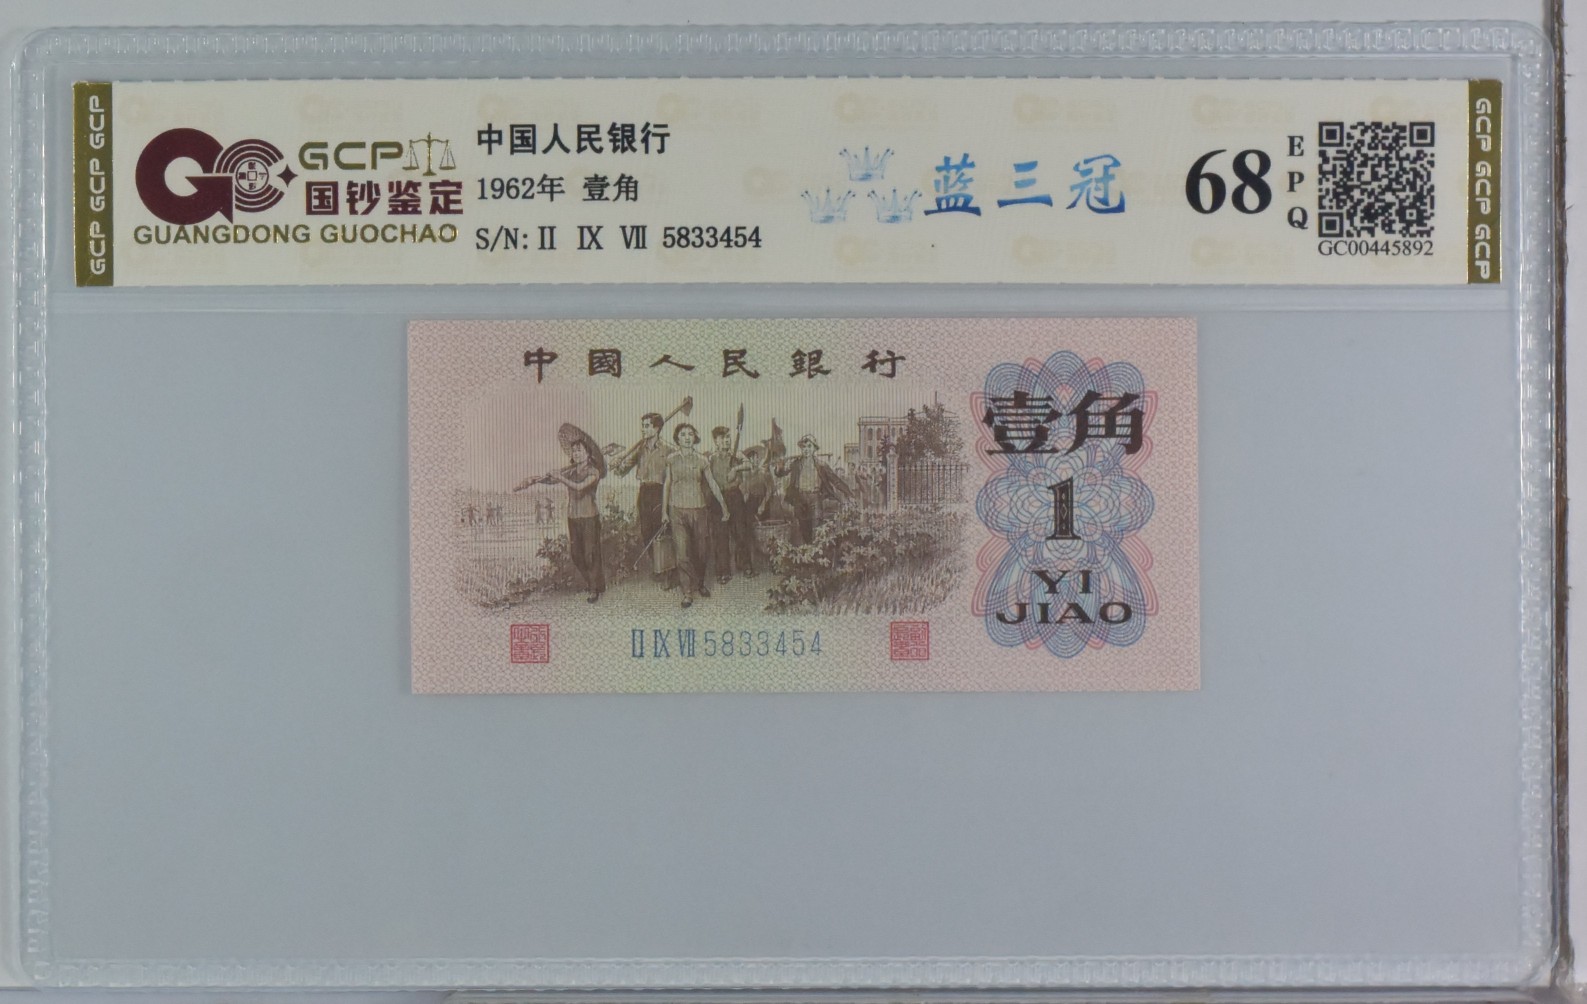 GCP GCP GCP
GCP
国钞鉴定
GUANGDONG GUOCHAO
中国人民银行
1962年 壹角
S/N: II IX VII 5833454
蓝三冠
68
EPQ
GC00445892
GCP GCP GCP
中國人民銀行
壹角
1
YI
JIAO
II IX VII 5833454